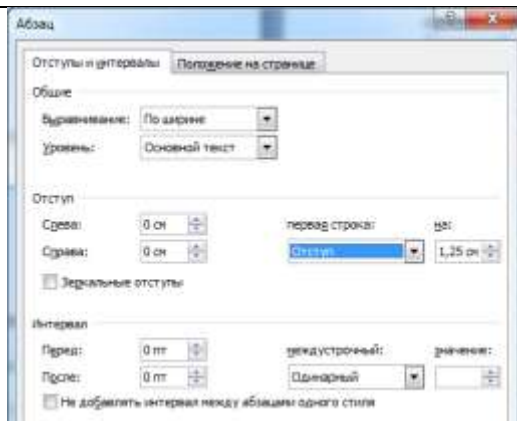 Абзац
Отступы и интервалы Положение на странице
Общие
Выравнивание: По ширине
Уровень: Основной текст
Отступ
Слева: 0 см первая строка: на:
Справа: 0 см Отступ 1,25 см
Зеркальные отступы
Интервал
Перед: 0 пт междустрочный: значение:
После: 0 пт Одинарный
Не добавлять интервал между абзацами одного стиля